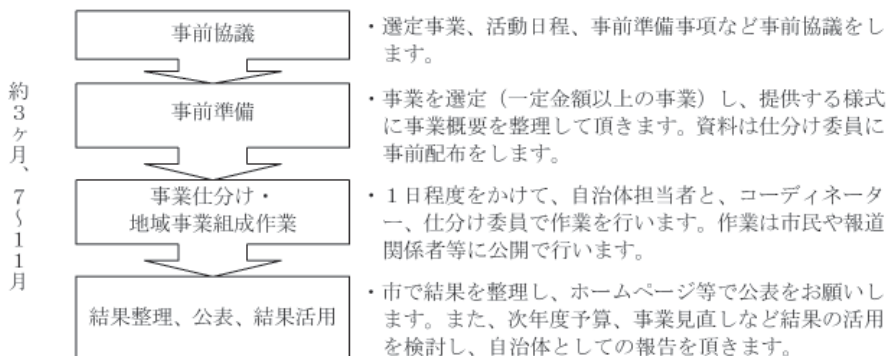 約3ヶ月、7～11月
事前協議
・選定事業、活動日程、事前準備事項など事前協議をし
ます。
事前準備
・事業を選定（一定金額以上の事業）し、提供する様式
に事業概要を整理して頂きます。資料は仕分け委員に
事前配布をします。
事業仕分け・
地域事業組成作業
・１日程度をかけて、自治体担当者と、コーディネータ
ー、仕分け委員で作業を行います。作業は市民や報道
関係者等に公開で行います。
結果整理、公表、結果活用
・市で結果を整理し、ホームページ等で公表をお願いし
ます。また、次年度予算、事業見直しなど結果の活用
を検討し、自治体としての報告を頂きます。